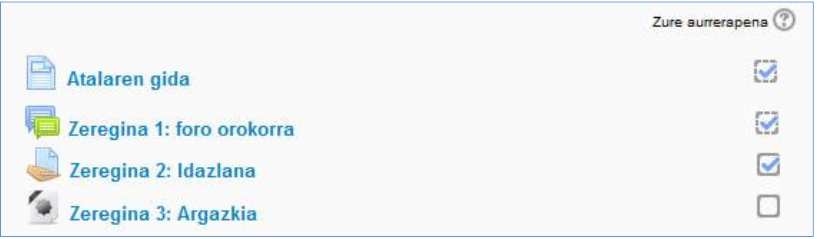 Zure aurrerapena
Atalaren gida
Zeregina 1: foro orokorra
Zeregina 2: Idazlana
Zeregina 3: Argazkia